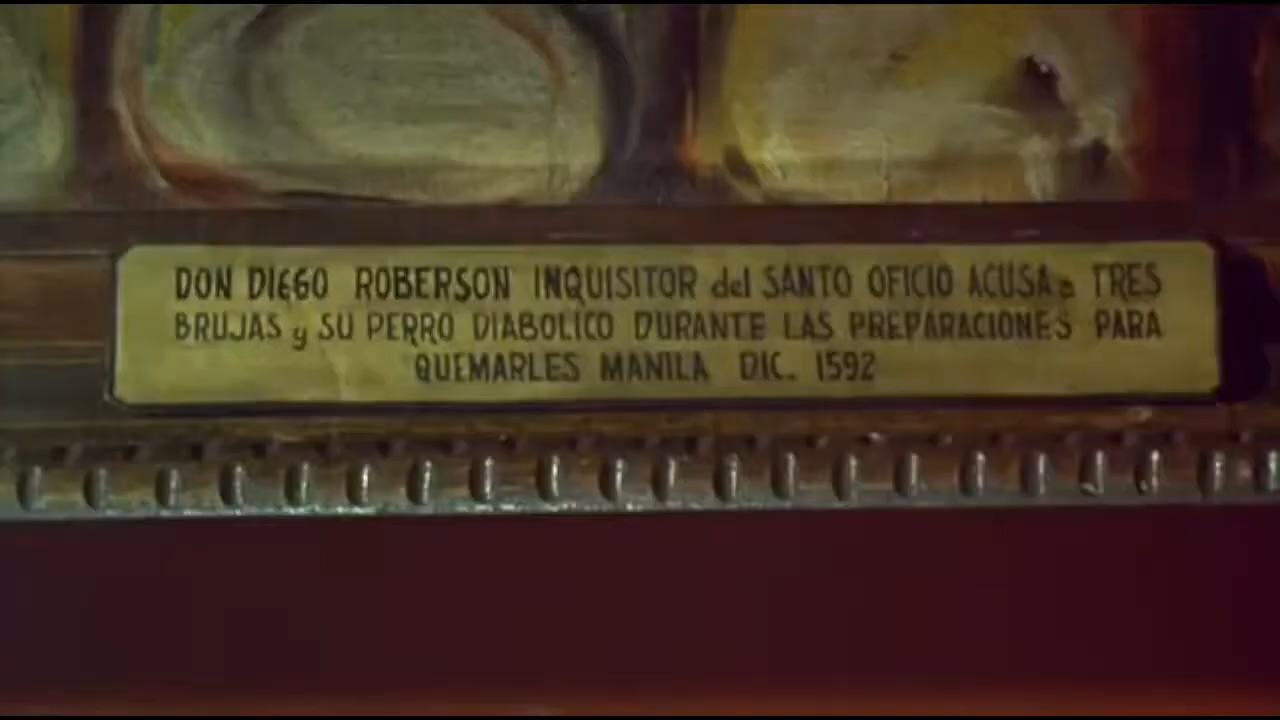 DON DIEGO ROBERSON INQUISITOR del SANTO OFICIO ACUSA a TRES
BRUJAS y SU PERRO DIABOLICO DURANTE LAS PREPARACIONES PARA
QUEMARLES MANILA DIC. 1592